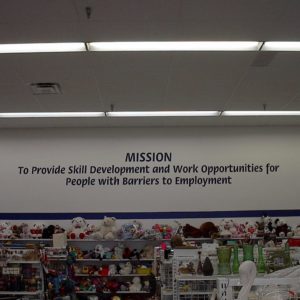 MISSION
To Provide Skill Development and Work Opportunities for
People with Barriers to Employment